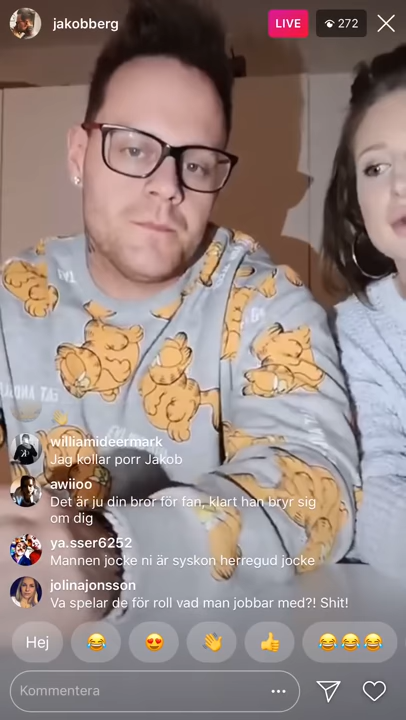 jakobberg
LIVE
272
williamideermark
Jag kollar porr Jakob
awiioo
Det är ju din bror för fan, klart han bryr sig
om dig
ya.sser6252
Mannen jocke ni är syskon herregud jocke
jolinajonsson
Va spelar de för roll vad man jobbar med?! Shit!
Hej
Kommentera